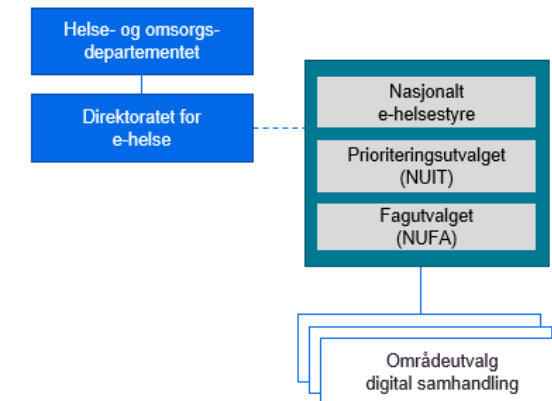 Helse- og omsorgs-
departementet
Direktoratet for
e-helse
Nasjonalt
e-helsestyre
Prioriteringsutvalget
(NUIT)
Fagutvalget
(NUFA)
Områdeutvalg
digital samhandling